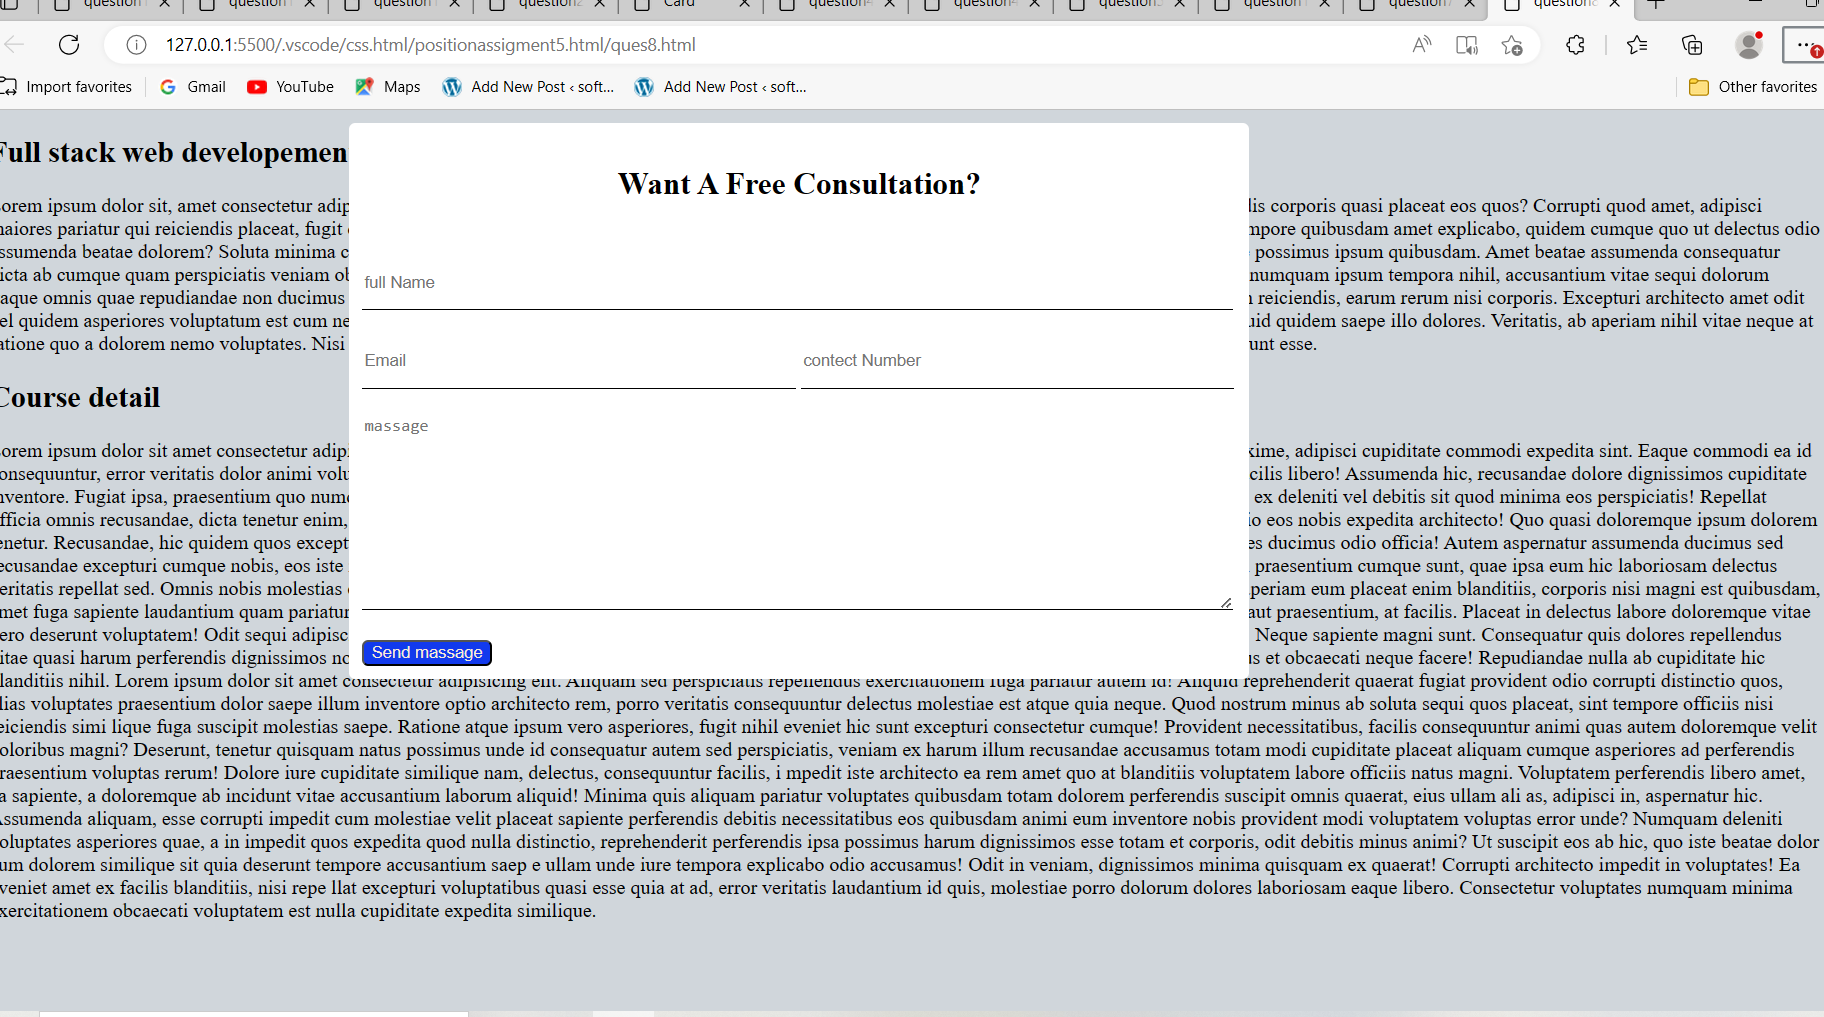 question Card question
127.0.0.1:5500/.vscode/css.html/positionassigment5.html/ques8.html
Import favorites Gmail YouTube Maps Add New Post ‹ soft... Add New Post ‹ soft... Other favorites
Full stack web developemen
Want A Free Consultation?
orem ipsum dolor sit, amet consectetur adip lis corporis quasi placeat eos quos? Corrupti quod amet, adipisci
naiores pariatur qui reiciendis placeat, fugit mpore quibusdam amet explicabo, quidem cumque quo ut delectus odio
ssumenda beatae dolorem? Soluta minima c possimus ipsum quibusdam. Amet beatae assumenda consequatur
icta ab cumque quam perspiciatis veniam ob numquam ipsum tempora nihil, accusantium vitae sequi dolorum
full Name
aque omnis quae repudiandae non ducimus reiciendis, earum rerum nisi corporis. Excepturi architecto amet odit
el quidem asperiores voluptatum est cum ne uid quidem saepe illo dolores. Veritatis, ab aperiam nihil vitae neque at
atione quo a dolorem nemo voluptates. Nisi unt esse.
Email contect Number
Course detail
massage
orem ipsum dolor sit amet consectetur adipi xime, adipisci cupiditate commodi expedita sint. Eaque commodi ea id
onsequuntur, error veritatis dolor animi volu cilis libero! Assumenda hic, recusandae dolore dignissimos cupiditate
nventore. Fugiat ipsa, praesentium quo nume ex deleniti vel debitis sit quod minima eos perspiciatis! Repellat
fficia omnis recusandae, dicta tenetur enim, io eos nobis expedita architecto! Quo quasi doloremque ipsum dolorem
enetur. Recusandae, hic quidem quos except es ducimus odio officia! Autem aspernatur assumenda ducimus sed
ecusandae excepturi cumque nobis, eos iste praesentium cumque sunt, quae ipsa eum hic laboriosam delectus
eritatis repellat sed. Omnis nobis molestias periam eum placeat enim blanditiis, corporis nisi magni est quibusdam,
met fuga sapiente laudantium quam pariatur aut praesentium, at facilis. Placeat in delectus labore doloremque vitae
ero deserunt voluptatem! Odit sequi adipisc Neque sapiente magni sunt. Consequatur quis dolores repellendus
Send massage
itae quasi harum perferendis dignissimos no s et obcaecati neque facere! Repudiandae nulla ab cupiditate hic
landitiis nihil. Lorem ipsum dolor sit amet consectetur adipisicing elit. Aliquam sed perspiciatis repellendus exercitationem fuga pariatur autem id! Aliquid reprehenderit quaerat fugiat provident odio corrupti distinctio quos,
lias voluptates praesentium dolor saepe illum inventore optio architecto rem, porro veritatis consequuntur delectus molestiae est atque quia neque. Quod nostrum minus ab soluta sequi quos placeat, sint tempore officiis nisi
eiciendis simi lique fuga suscipit molestias saepe. Ratione atque ipsum vero asperiores, fugit nihil eveniet hic sunt excepturi consectetur cumque! Provident necessitatibus, facilis consequuntur animi quas autem doloremque velit
oloribus magni? Deserunt, tenetur quisquam natus possimus unde id consequatur autem sed perspiciatis, veniam ex harum illum recusandae accusamus totam modi cupiditate placeat aliquam cumque asperiores ad perferendis
raesentium voluptas rerum! Dolore iure cupiditate similique nam, delectus, consequuntur facilis, i mpedit iste architecto ea rem amet quo at blanditiis voluptatem labore officiis natus magni. Voluptatem perferendis libero amet,
a sapiente, a doloremque ab incidunt vitae accusantium laborum aliquid! Minima quis aliquam pariatur voluptates quibusdam totam dolorem perferendis suscipit omnis quaerat, eius ullam ali as, adipisci in, aspernatur hic.
Assumenda aliquam, esse corrupti impedit cum molestiae velit placeat sapiente perferendis debitis necessitatibus eos quibusdam animi eum inventore nobis provident modi voluptatem voluptas error unde? Numquam deleniti
oluptates asperiores quae, a in impedit quos expedita quod nulla distinctio, reprehenderit perferendis ipsa possimus harum dignissimos esse totam et corporis, odit debitis minus animi? Ut suscipit eos ab hic, quo iste beatae dolor
um dolorem similique sit quia deserunt tempore accusantium saep e ullam unde iure tempora explicabo odio accusamus! Odit in veniam, dignissimos minima quisquam ex quaerat! Corrupti architecto impedit in voluptates! Ea
veniet amet ex facilis blanditiis, nisi repe llat excepturi voluptatibus quasi esse quia at ad, error veritatis laudantium id quis, molestiae porro dolorum dolores laboriosam eaque libero. Consectetur voluptates numquam minima
xercitationem obcaecati voluptatem est nulla cupiditate expedita similique.